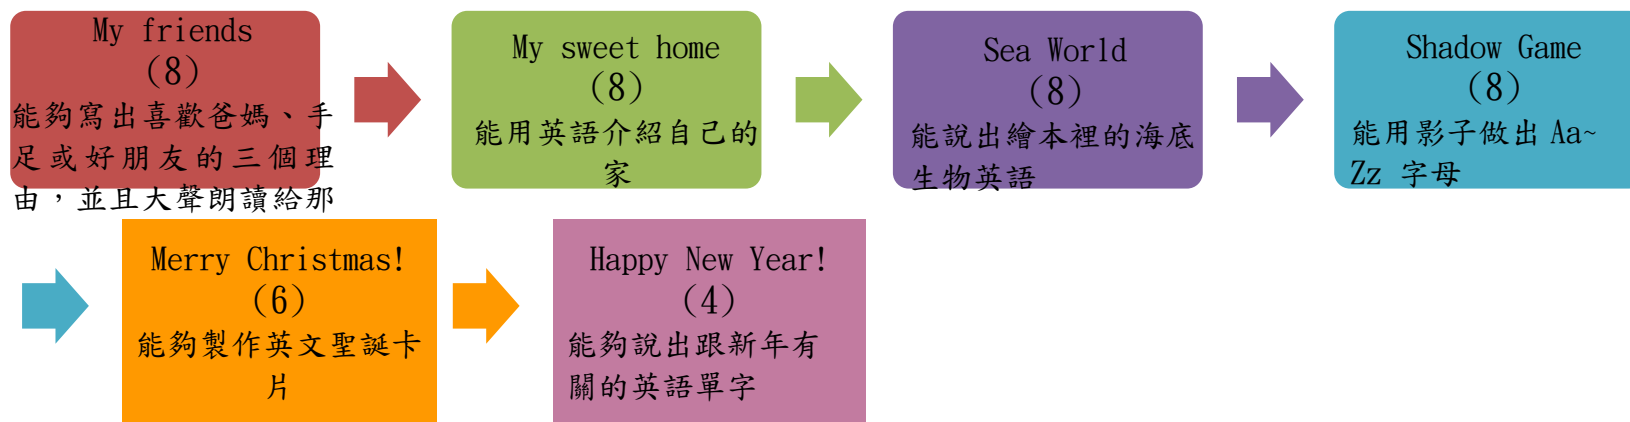 My friends
(8)
能夠寫出喜歡爸媽、手
足或好朋友的三個理
由，並且大聲朗讀給那
My sweet home
(8)
能用英語介紹自己的
家
Sea World
(8)
能說出繪本裡的海底
生物英語
Shadow Game
(8)
能用影子做出 Aa~
Zz 字母
Merry Christmas!
(6)
能夠製作英文聖誕卡
片
Happy New Year!
(4)
能夠說出跟新年有
關的英語單字